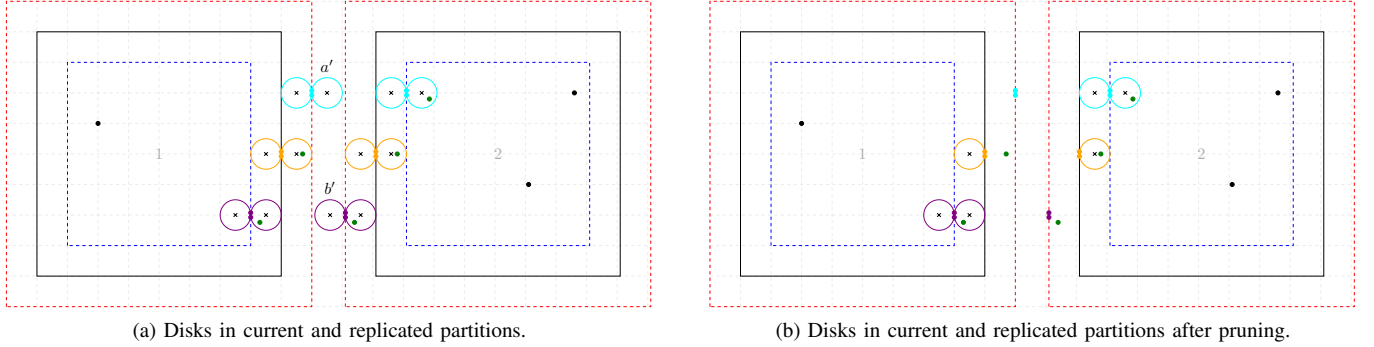 a′
1
2
b′
1
2
(a) Disks in current and replicated partitions.
(b) Disks in current and replicated partitions after pruning.